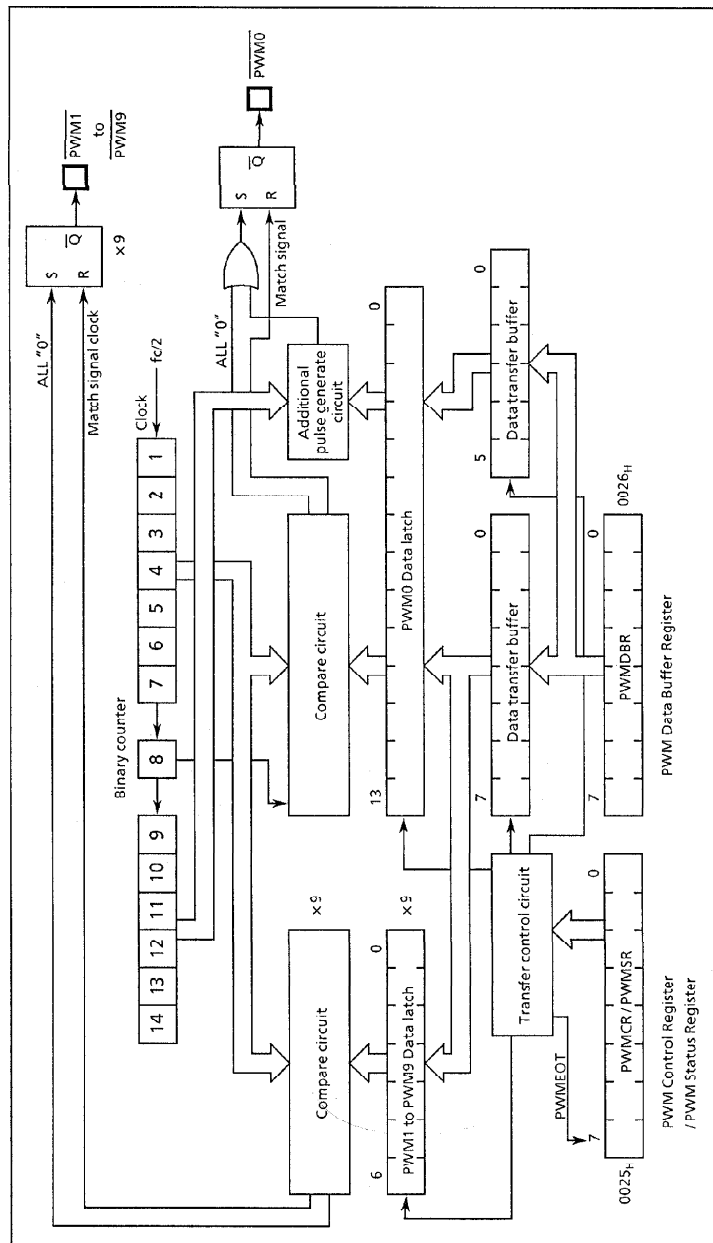 PWM1
to
PWM9
Q
S
R
×9
PWM0
Q
S
R
ALL "0"
Match signal clock
ALL "0"
Match signal
fc/2
Clock
Binary counter
14 13 12 11 10 9 8 7 6 5 4 3 2 1
Additional
pulse generate
circuit
Compare circuit
×9
Compare circuit
6 0
×9
PWM1 to PWM9 Data latch
13 0
PWM0 Data latch
Transfer control circuit
7 0
Data transfer buffer
5 0
Data transfer buffer
PWMEOT
0025H
7 0
PWMCR / PWMSR
PWM Control Register
/ PWM Status Register
7 0
PWMDBR
0026H
PWM Data Buffer Register